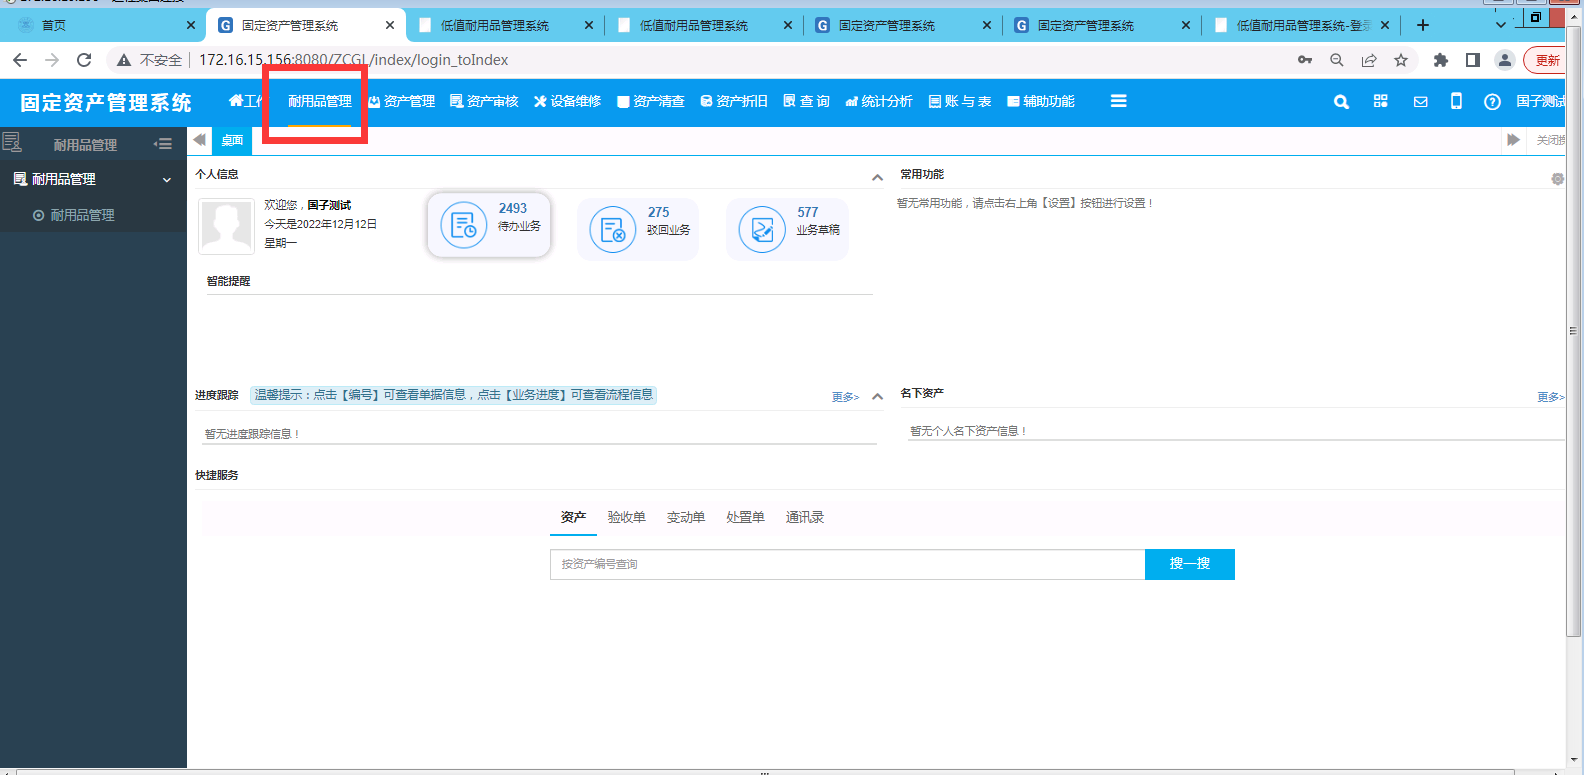 首页
固定资产管理系统
低值耐用品管理系统
低值耐用品管理系统
固定资产管理系统
固定资产管理系统
低值耐用品管理系统-登录
不安全
172.16.15.156:8080/ZCGL/index/login_toIndex
更新
固定资产管理系统
工作
耐用品管理
资产管理
资产审核
设备维修
资产清查
资产折旧
查 询
统计分析
账 与 表
辅助功能
国子测试
耐用品管理
桌面
关闭
耐用品管理
耐用品管理
个人信息
欢迎您，国子测试
今天是2022年12月12日
星期一
2493
待办业务
275
驳回业务
577
业务草稿
常用功能
暂无常用功能，请点击右上角【设置】按钮进行设置！
智能提醒
进度跟踪
温馨提示：点击【编号】可查看单据信息，点击【业务进度】可查看流程信息
更多>
暂无进度跟踪信息！
名下资产
更多>
暂无个人名下资产信息！
快捷服务
资产
验收单
变动单
处置单
通讯录
按资产编号查询
搜一搜